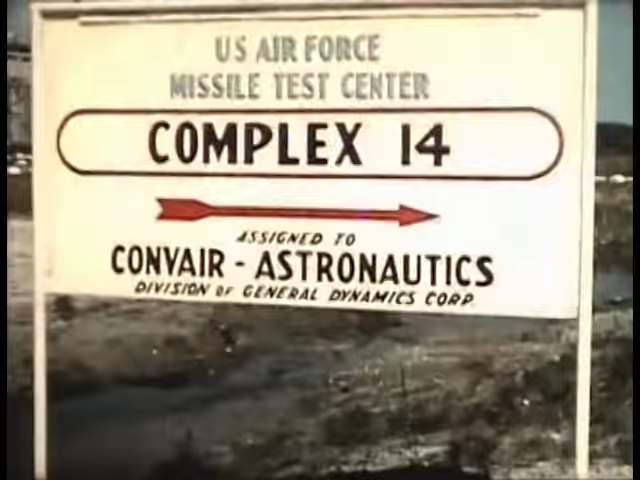 US AIR FORCE
MISSILE TEST CENTER
COMPLEX 14
ASSIGNED TO
CONVAIR - ASTRONAUTICS
DIVISION OF GENERAL DYNAMICS CORP